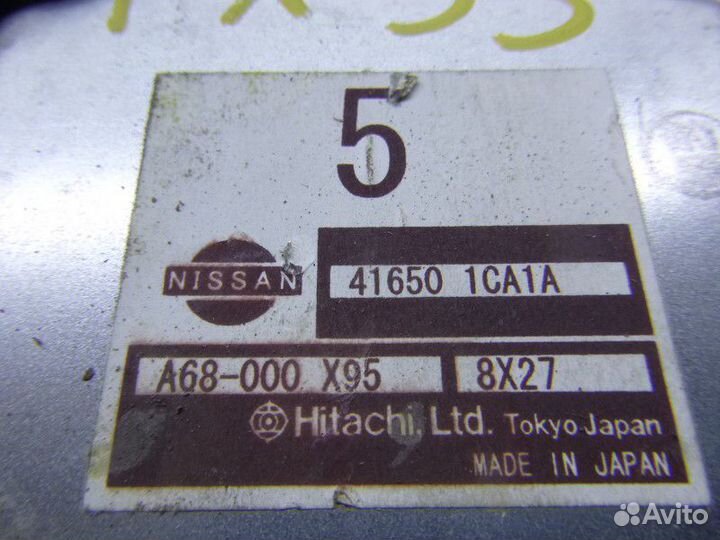 5
NISSAN
41650 1CA1A
A68-000 X95
8X27
Hitachi, Ltd. Tokyo Japan
MADE IN JAPAN
Avito